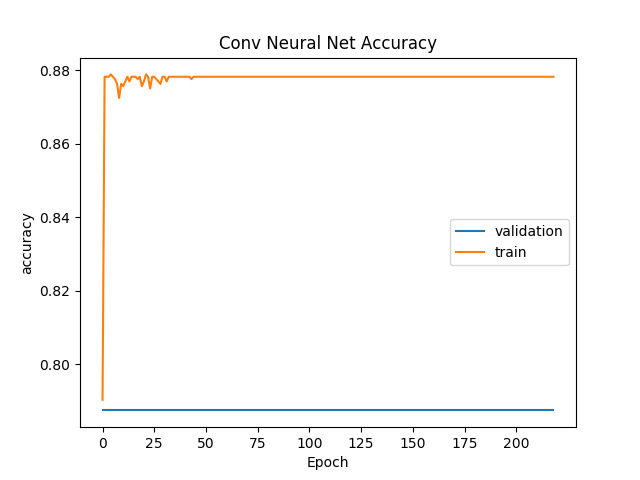 Conv Neural Net Accuracy
accuracy
0.88
0.86
0.84
0.82
0.80
validation
train
0 25 50 75 100 125 150 175 200
Epoch